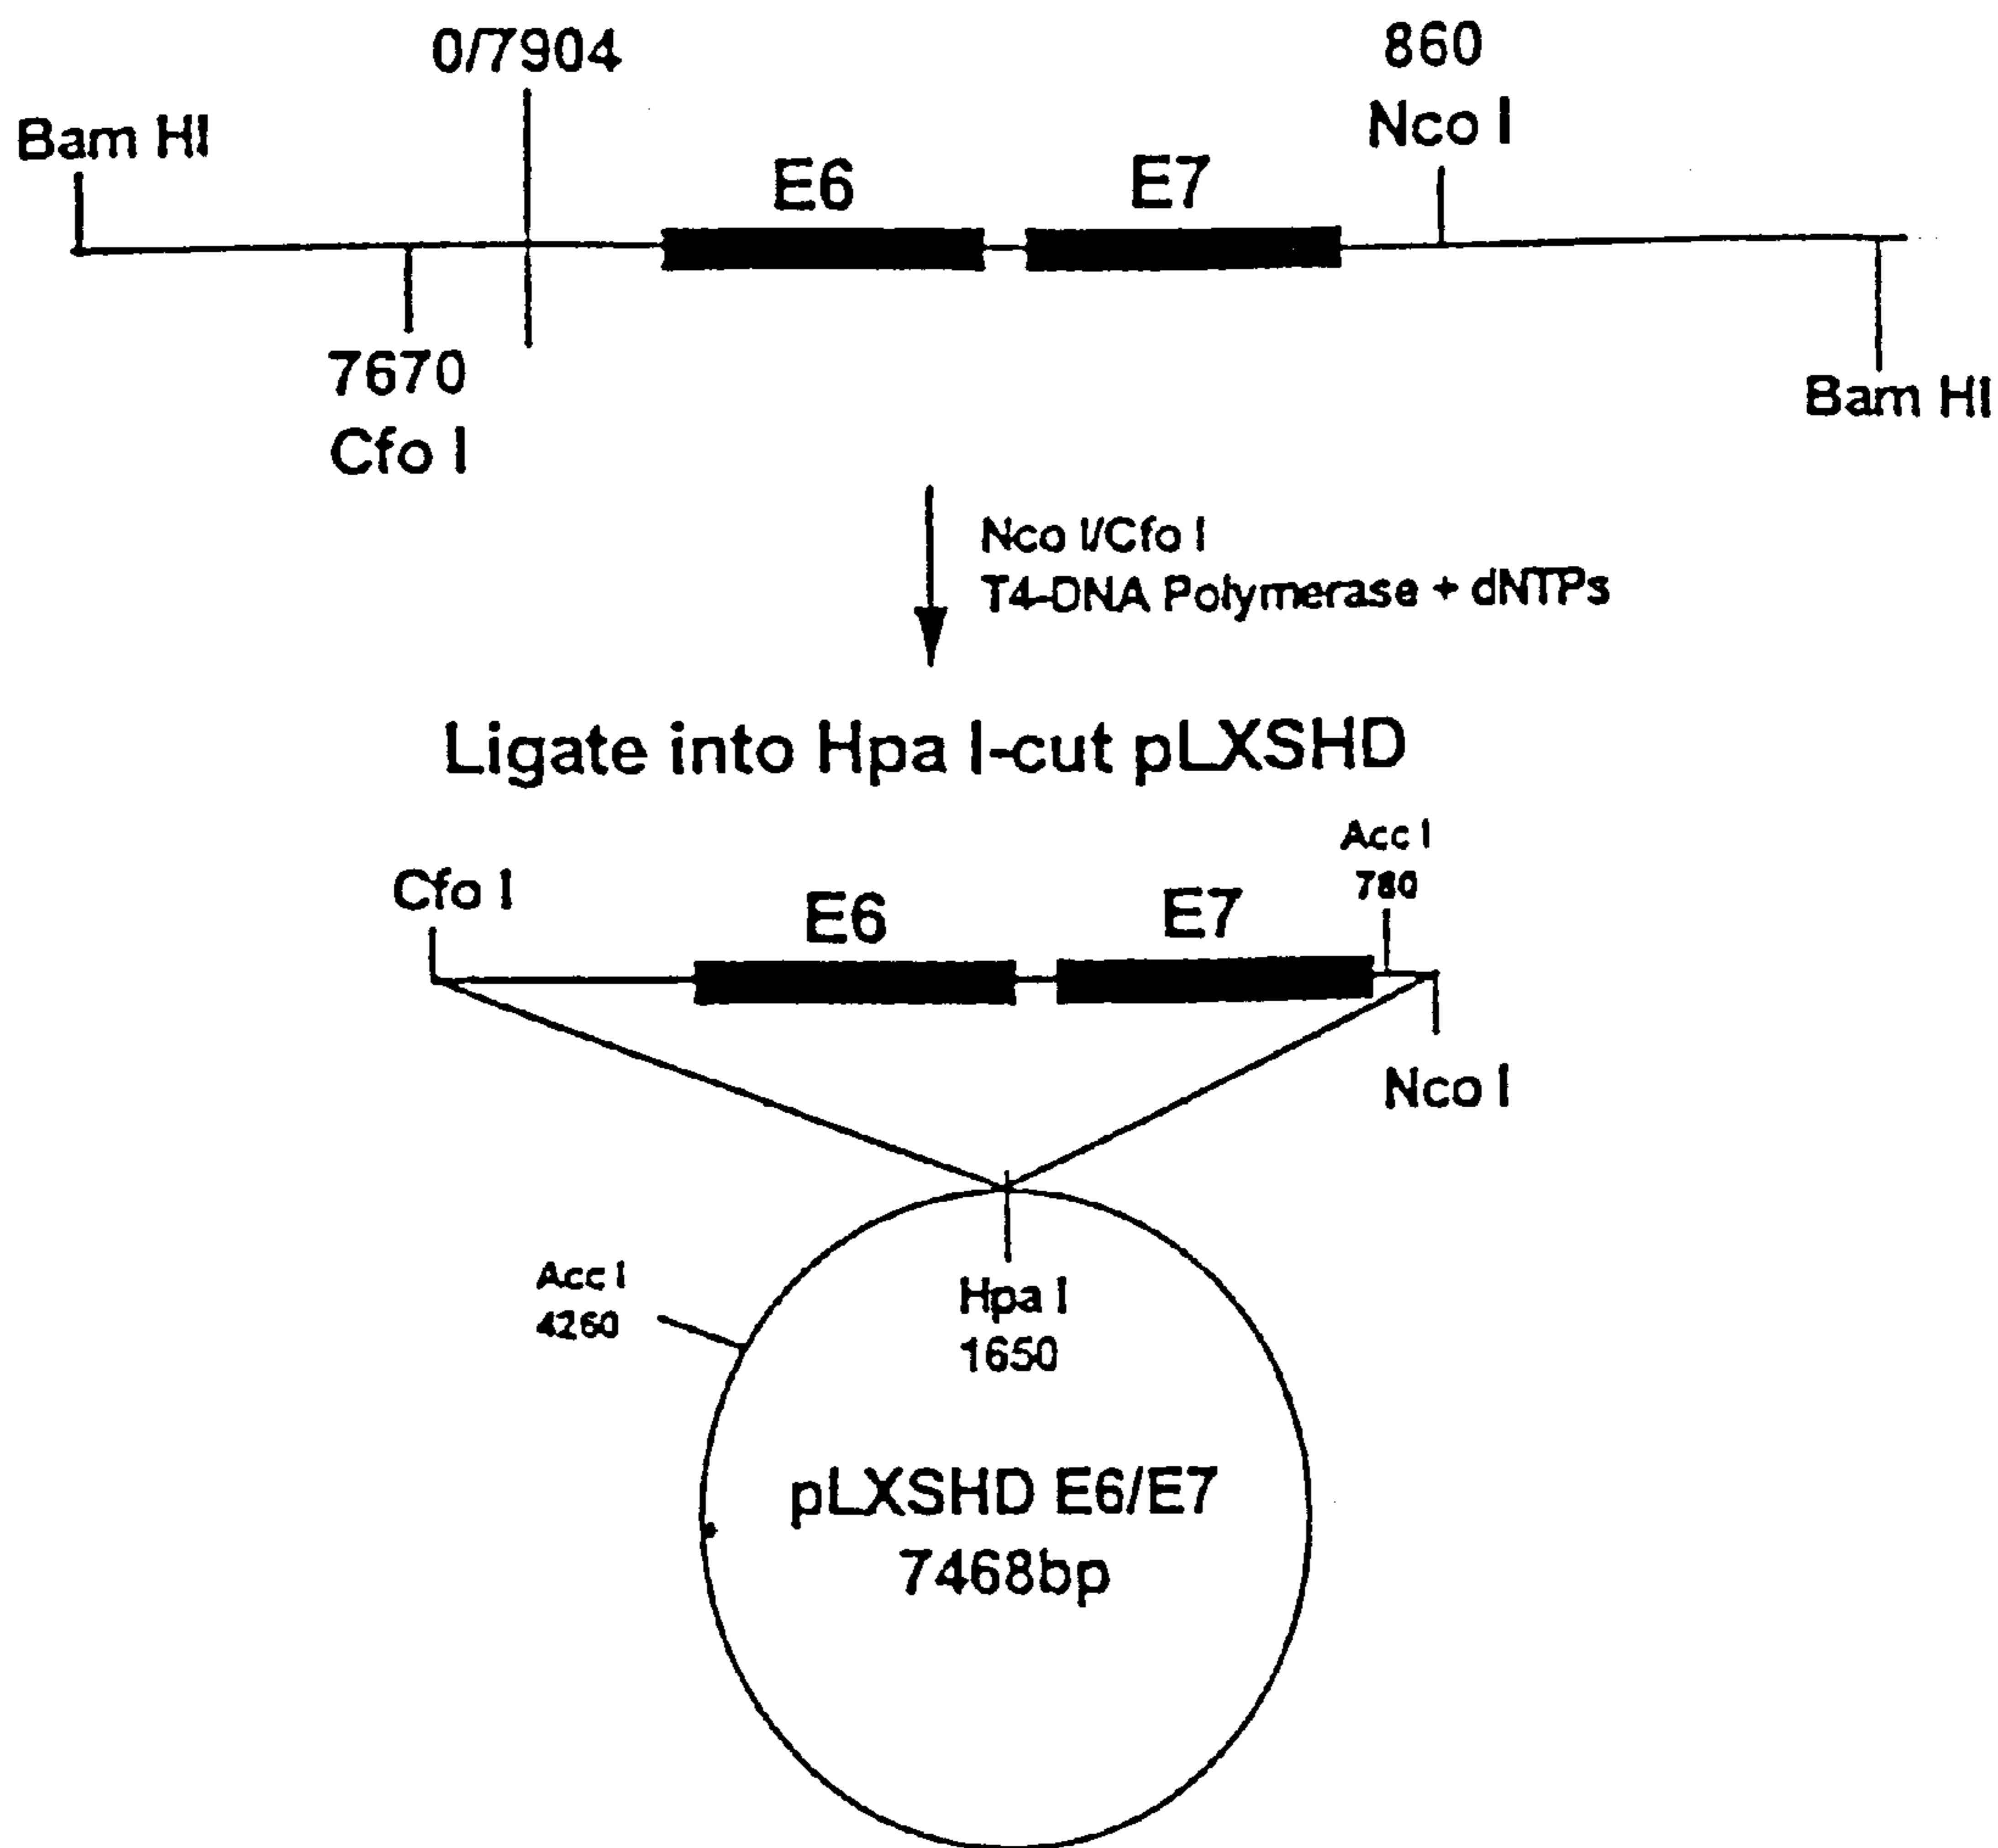 0/7904
860
Nco I
Bam HI
E6
E7
7670
Cfo I
Bam HI
Nco I/Cfo I
T4-DNA Polymerase + dNTPs
Ligate into Hpa I-cut pLXSHD
Acc I
780
Cfo I
E6
E7
Nco I
Acc I
4260
Hpa I
1650
pLXSHD E6/E7
7468bp